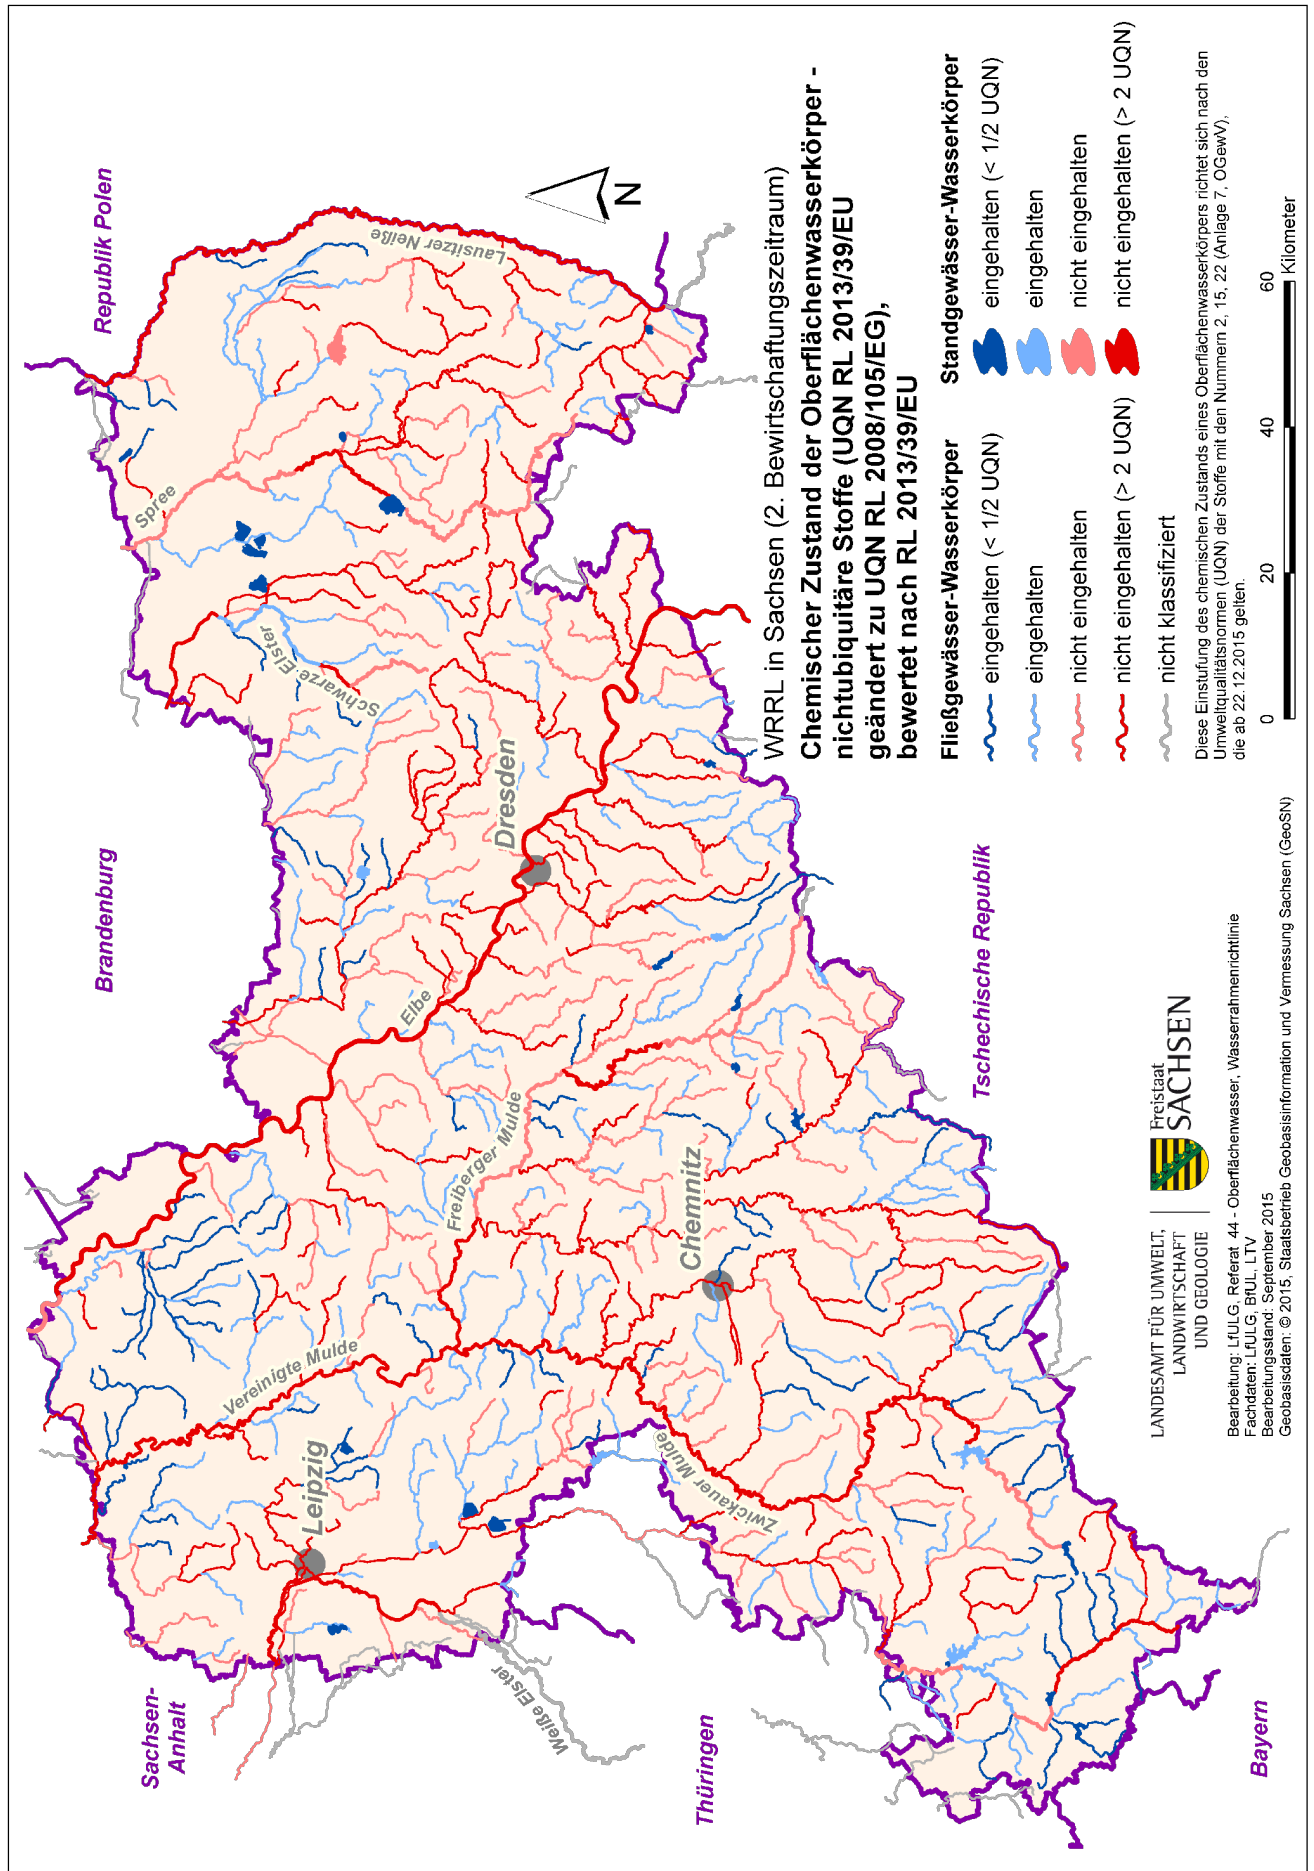 Sachsen-
Anhalt
Brandenburg
Republik Polen
Thüringen
Bayern
Tschechische Republik
Leipzig
Chemnitz
Dresden
Weiße Elster
Vereinigte Mulde
Zwickauer Mulde
Freiberger Mulde
Elbe
Schwarze Elster
Spree
Lausitzer Neiße
N
WRRL in Sachsen (2. Bewirtschaftungszeitraum)
Chemischer Zustand der Oberflächenwasserkörper -
nichtubiquitäre Stoffe (UQN RL 2013/39/EU
geändert zu UQN RL 2008/105/EG),
bewertet nach RL 2013/39/EU
Fließgewässer-Wasserkörper
eingehalten (< 1/2 UQN)
eingehalten
nicht eingehalten
nicht eingehalten (> 2 UQN)
nicht klassifiziert
Standgewässer-Wasserkörper
eingehalten (< 1/2 UQN)
eingehalten
nicht eingehalten
nicht eingehalten (> 2 UQN)
Diese Einstufung des chemischen Zustands eines Oberflächenwasserkörpers richtet sich nach den
Umweltqualitätsnormen (UQN) der Stoffe mit den Nummern 2, 15, 22 (Anlage 7, OGewV),
die ab 22.12.2015 gelten.
0 20 40 60
Kilometer
LANDESAMT FÜR UMWELT,
LANDWIRTSCHAFT
UND GEOLOGIE
Freistaat
SACHSEN
Bearbeitung: LfULG, Referat 44 - Oberflächenwasser, Wasserrahmenrichtlinie
Fachdaten: LfULG, BfUL, LTV
Bearbeitungsstand: September 2015
Geobasisdaten: © 2015, Staatsbetrieb Geobasisinformation und Vermessung Sachsen (GeoSN)